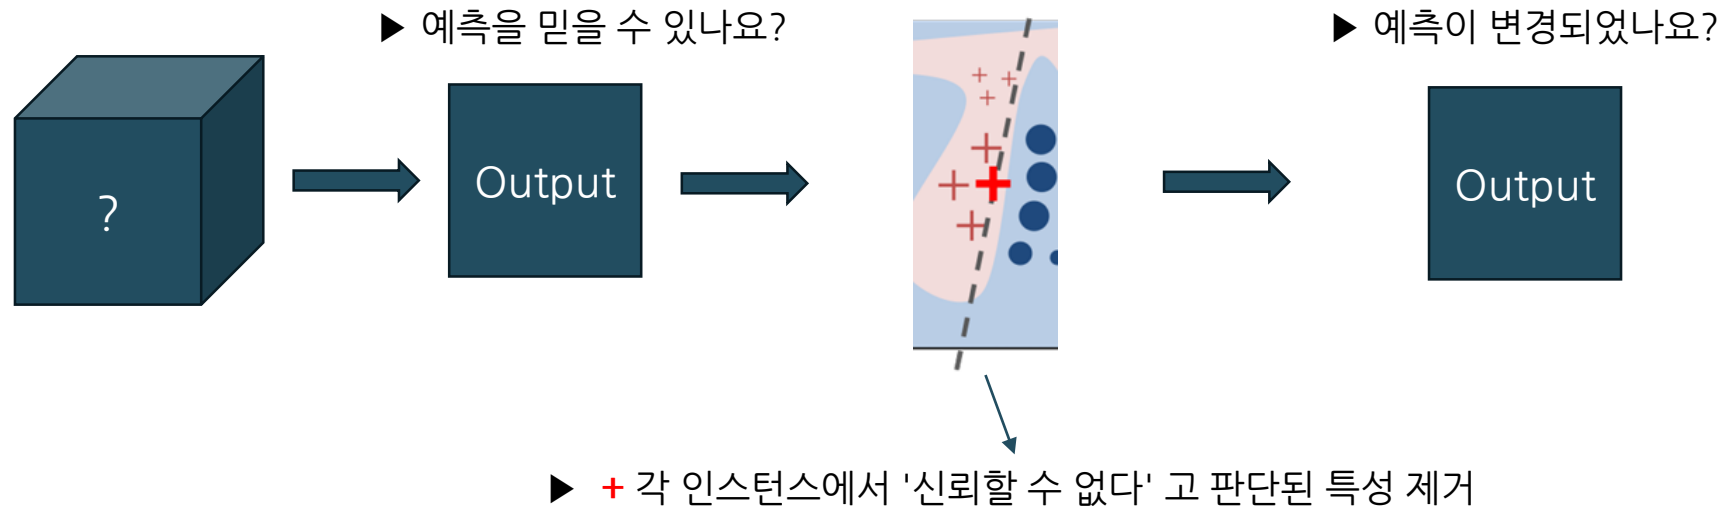 ▶ 예측을 믿을 수 있나요?
▶ 예측이 변경되었나요?
?
Output
Output
▶ + 각 인스턴스에서 '신뢰할 수 없다' 고 판단된 특성 제거